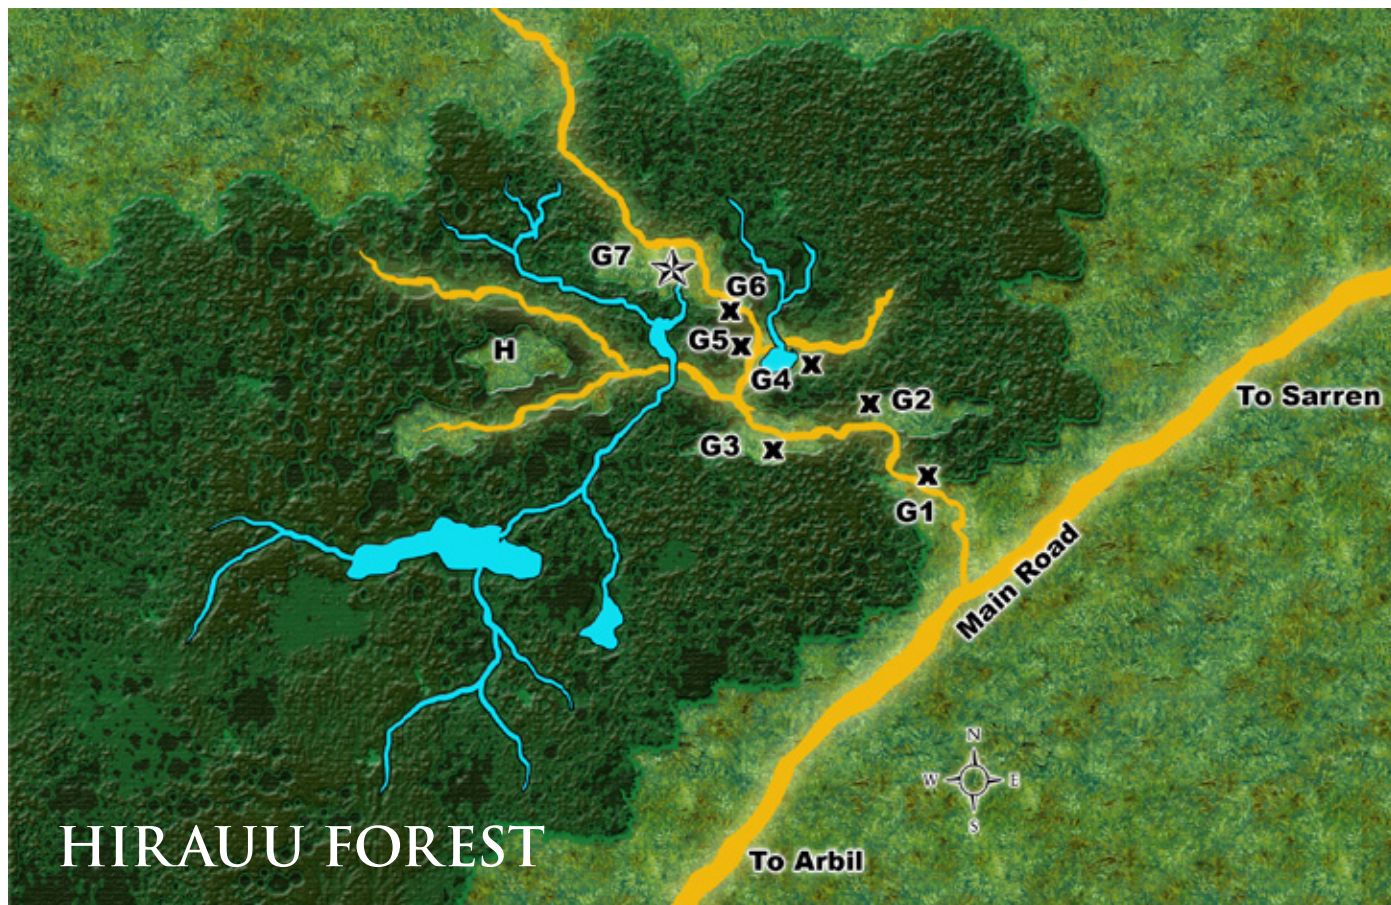 G7
G6
G5
H
G4
G2
To Sarren
G3
G1
Main Road
N
W E
S
HIRAUU FOREST
To Arbil